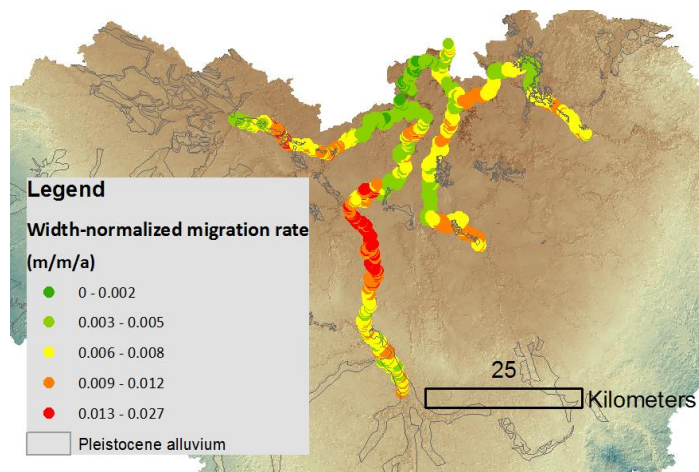 Legend
Width-normalized migration rate
(m/m/a)
0 - 0.002
0.003 - 0.005
0.006 - 0.008
0.009 - 0.012
0.013 - 0.027
Pleistocene alluvium
25
Kilometers